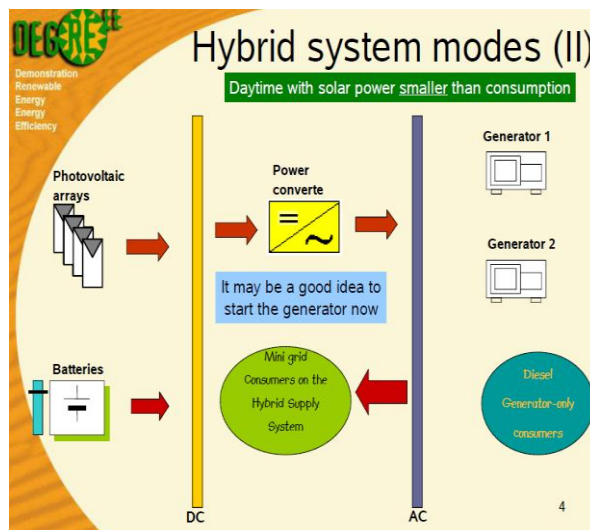 DEGREEE
Demonstration
Renewable
Energy
Energy
Efficiency
Hybrid system modes (II)
Daytime with solar power smaller than consumption
Photovoltaic
arrays
Power
converte
Generator 1
=
~
Generator 2
It may be a good idea to
start the generator now
Batteries
Mini grid
Consumers on the
Hybrid Supply
System
Diesel
Generator-only
consumers
DC
AC
4